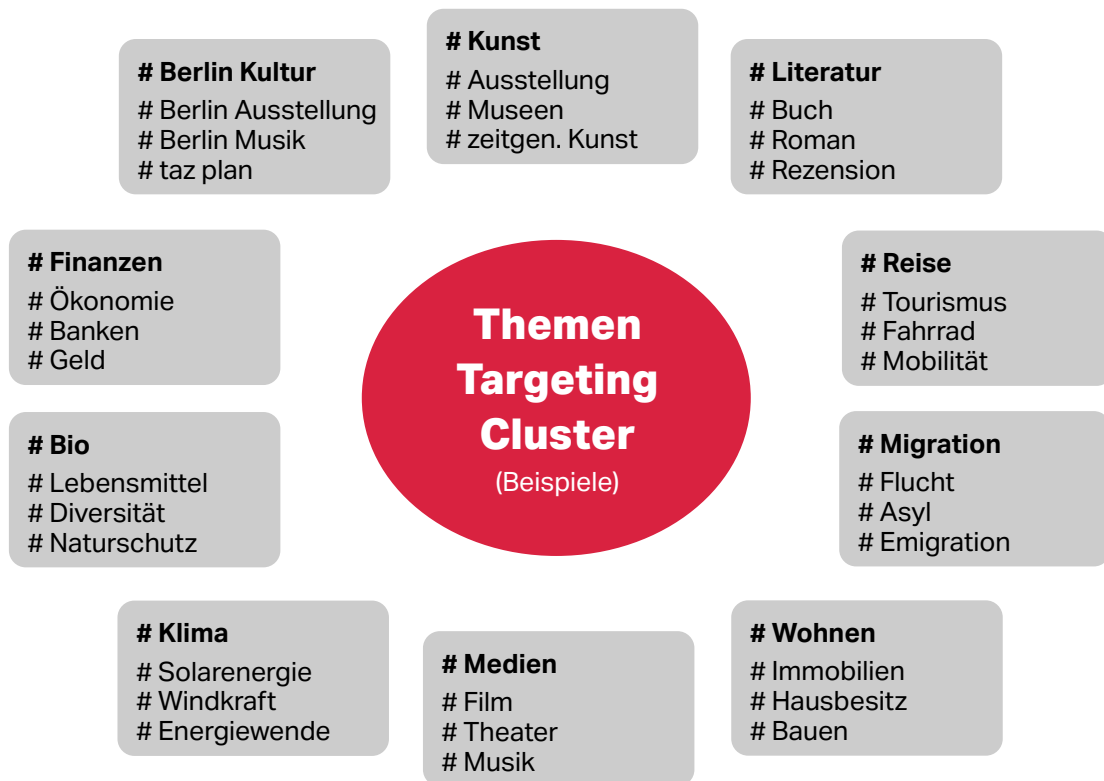 # Berlin Kultur
# Berlin Ausstellung
# Berlin Musik
# taz plan
# Kunst
# Ausstellung
# Museen
# zeitgen. Kunst
# Literatur
# Buch
# Roman
# Rezension
# Finanzen
# Ökonomie
# Banken
# Geld
Themen
Targeting
Cluster
(Beispiele)
# Reise
# Tourismus
# Fahrrad
# Mobilität
# Bio
# Lebensmittel
# Diversität
# Naturschutz
# Migration
# Flucht
# Asyl
# Emigration
# Klima
# Solarenergie
# Windkraft
# Energiewende
# Medien
# Film
# Theater
# Musik
# Wohnen
# Immobilien
# Hausbesitz
# Bauen